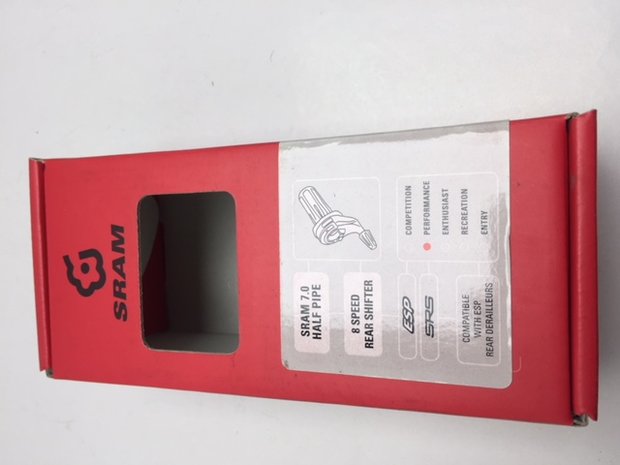 SRAM
SRAM 7.0
HALF PIPE
8 SPEED
REAR SHIFTER
COMPETITION
PERFORMANCE
ENTHUSIAST
RECREATION
ENTRY
ESP
SRS
COMPATIBLE
WITH ESP
REAR DERAILLEURS